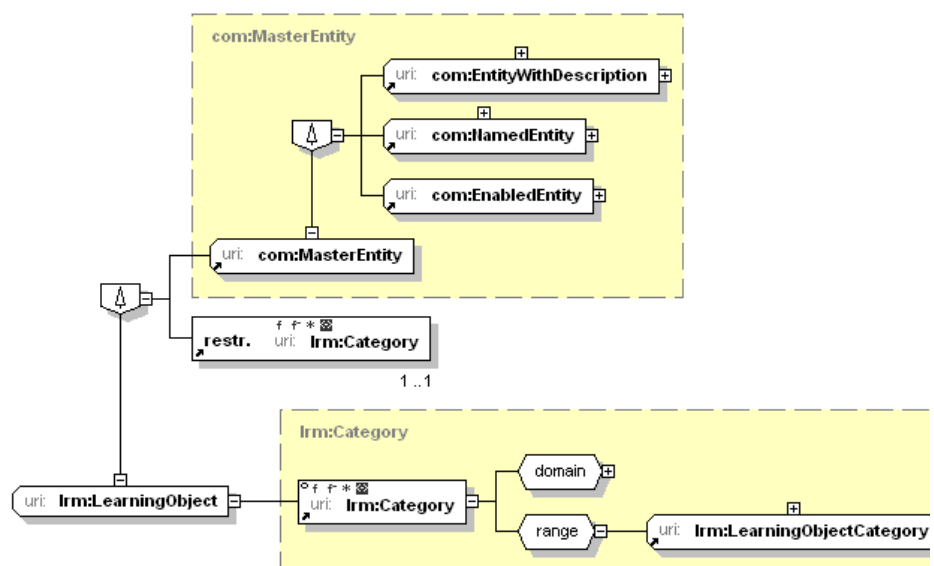 com:MasterEntity
uri: com:EntityWithDescription
uri: com:NamedEntity
uri: com:EnabledEntity
uri: com:MasterEntity
f f- *
restr. uri: lrm:Category
1 ..1
lrm:Category
uri: lrm:LearningObject
f f- *
uri: lrm:Category
domain
range
uri: lrm:LearningObjectCategory